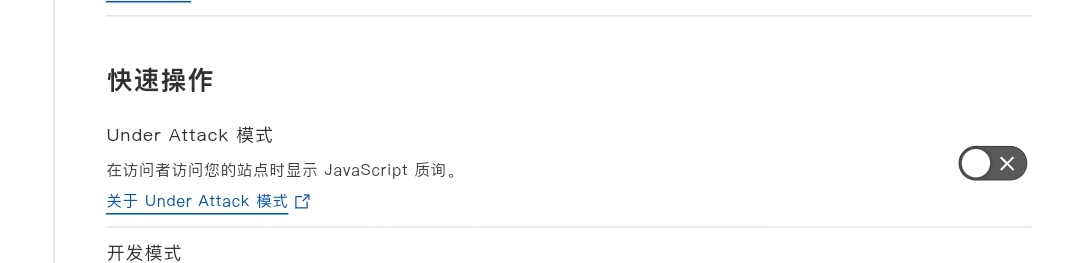 快速操作
Under Attack 模式
在访问者访问您的站点时显示 JavaScript 质询。
关于 Under Attack 模式
开发模式